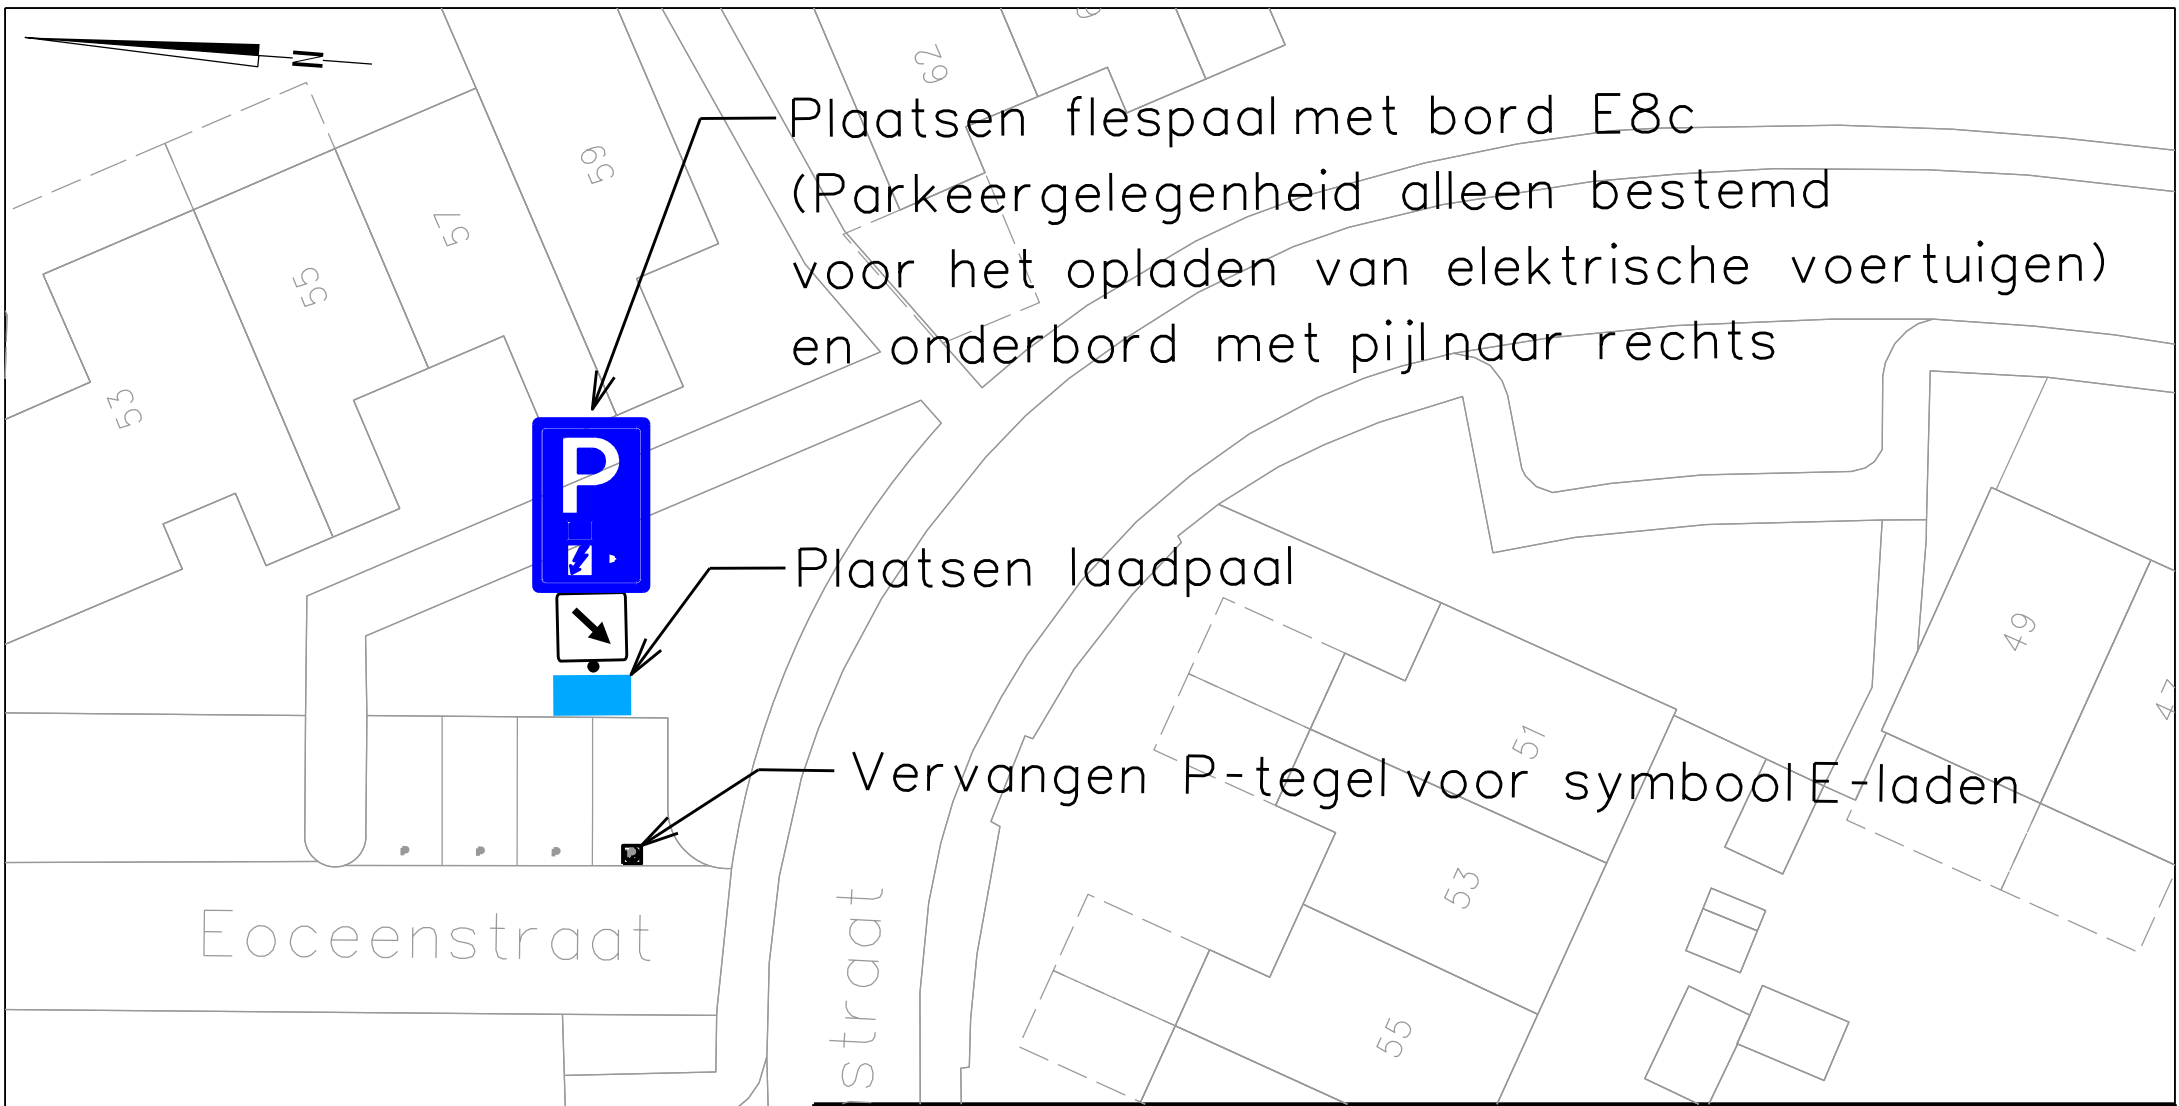 N
62
Plaatsen flespaal met bord E8c
(Parkeergelegenheid alleen bestemd
voor het opladen van elektrische voertuigen)
en onderbord met pijl naar rechts
59
57
55
53
P
Plaatsen laadpaal
49
47
51
Vervangen P-tegel voor symbool E-laden
P
P
P
P
53
Eoceenstraat
straat
55